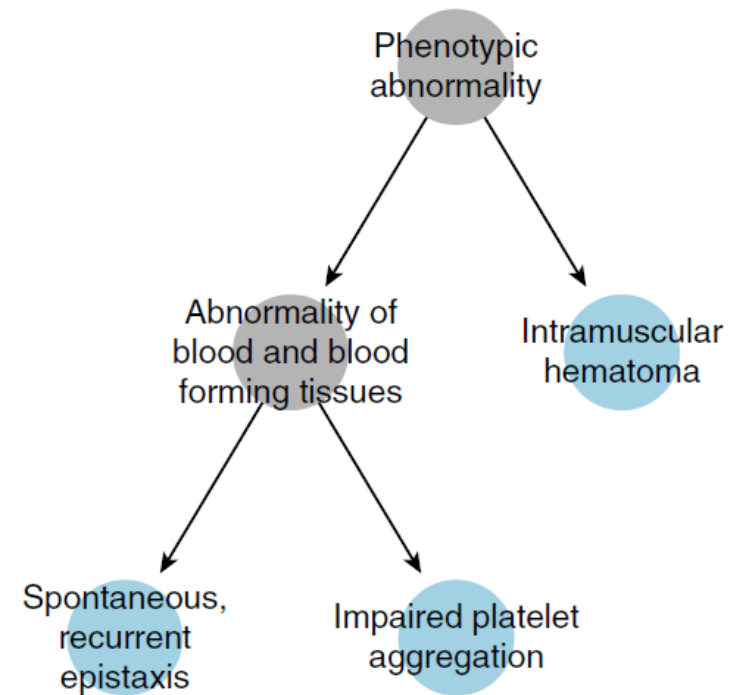 Phenotypic
abnormality
Abnormality of
blood and blood
forming tissues
Intramuscular
hematoma
Spontaneous,
recurrent
epistaxis
Impaired platelet
aggregation